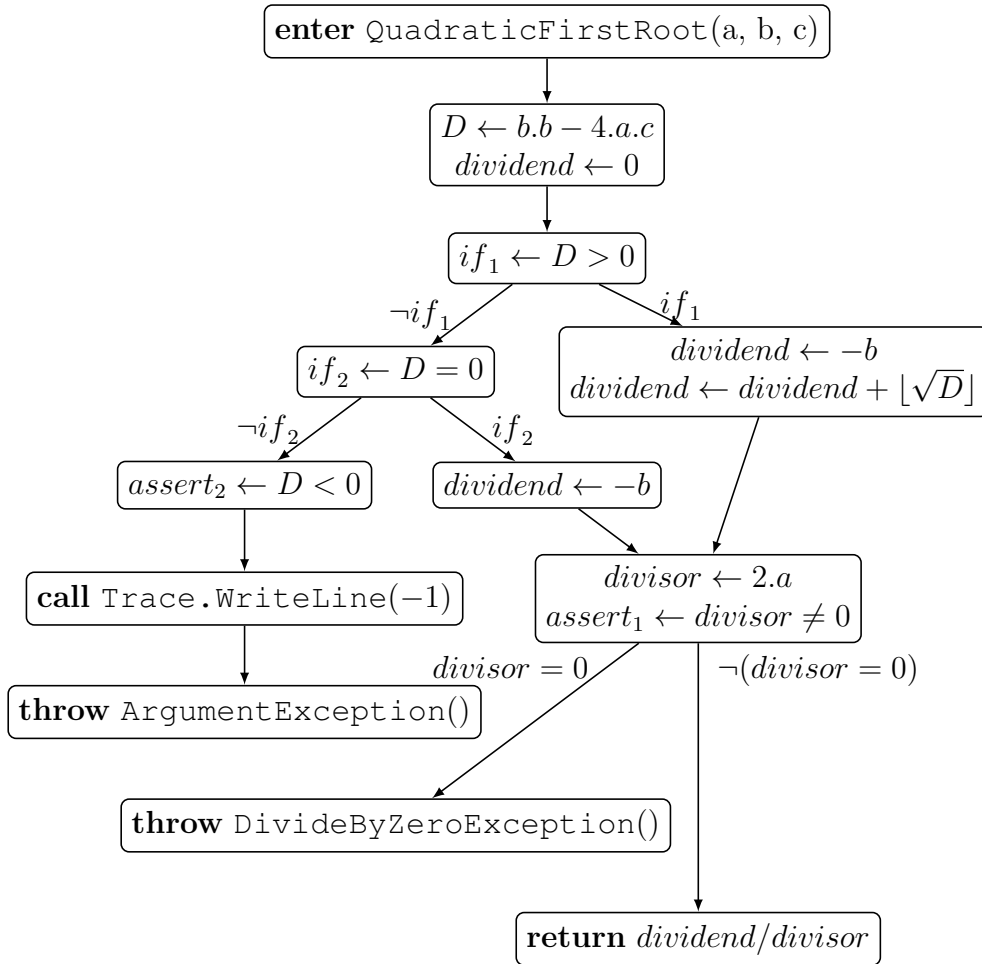 enter QuadraticFirstRoot(a, b, c)
D ← b.b − 4.a.c
dividend ← 0
if₁ ← D > 0
¬if₁
if₁
if₂ ← D = 0
dividend ← −b
dividend ← dividend + ⌊√D⌋
¬if₂
if₂
assert₂ ← D < 0
dividend ← −b
call Trace.WriteLine(−1)
divisor ← 2.a
assert₁ ← divisor ≠ 0
divisor = 0
¬(divisor = 0)
throw ArgumentException()
throw DivideByZeroException()
return dividend/divisor